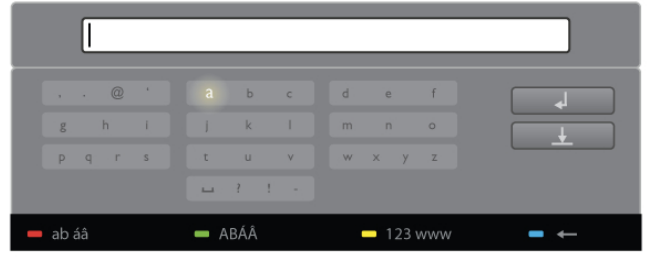 , . @ ' a b c d e f
g h i j k l m n o
p q r s t u v w x y z
␣ ? ! -
ab áâ ABÁÂ 123 www ←